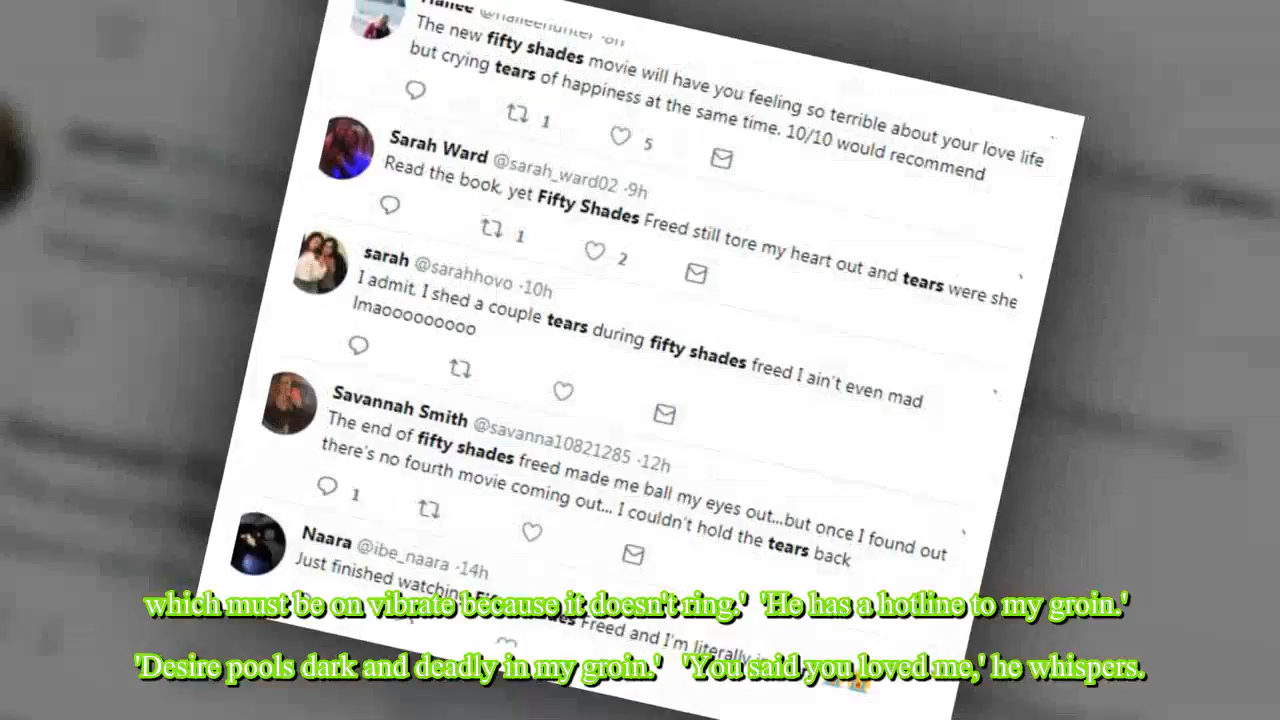 The new fifty shades movie will have you feeling so terrible about your love life
but crying tears of happiness at the same time. 10/10 would recommend
1 5
Sarah Ward @sarah_ward02 ·9h
Read the book, yet Fifty Shades Freed still tore my heart out and tears were she
1 2
sarah @sarahhovo ·10h
I admit. I shed a couple tears during fifty shades freed I ain't even mad
lmaooooooooo
Savannah Smith @savanna10821285 ·12h
The end of fifty shades freed made me ball my eyes out...but once I found out
there's no fourth movie coming out... I couldn't hold the tears back
1
Naara @ibe_naara ·14h
Just finished watching Freed and I'm literally
which must be on vibrate because it doesn't ring.' 'He has a hotline to my groin.'
'Desire pools dark and deadly in my groin.' 'You said you loved me,' he whispers.